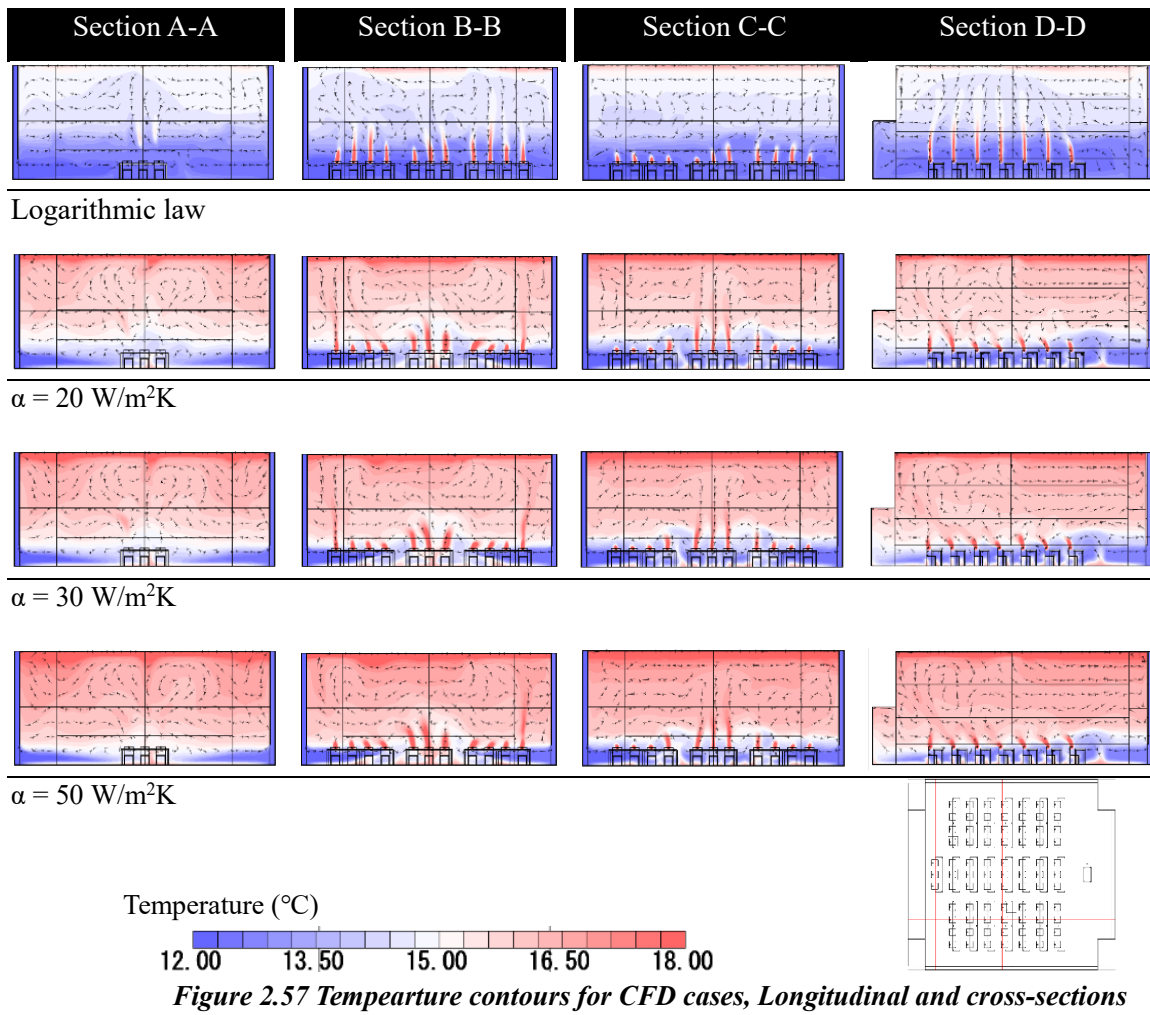 Section A-A Section B-B Section C-C Section D-D
Logarithmic law
α = 20 W/m²K
α = 30 W/m²K
α = 50 W/m²K
Temperature (°C)
12.00 13.50 15.00 16.50 18.00
Figure 2.57 Tempearture contours for CFD cases, Longitudinal and cross-sections